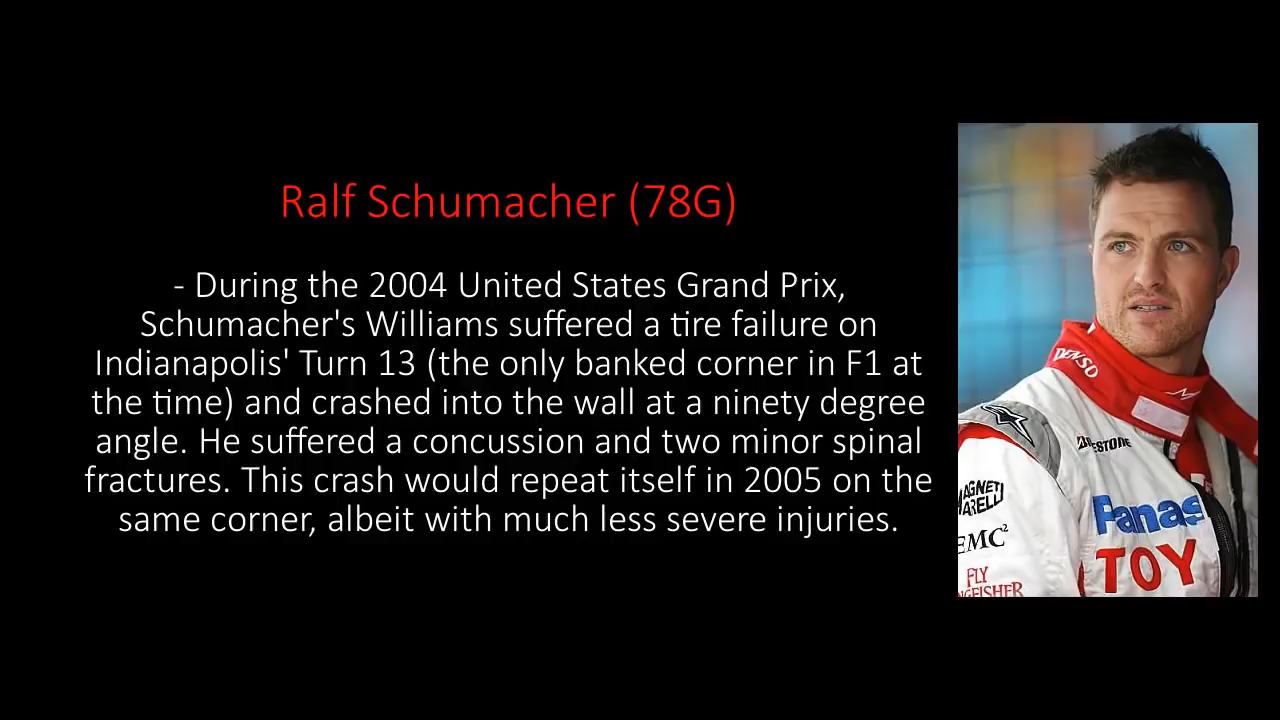 Ralf Schumacher (78G)
- During the 2004 United States Grand Prix,
Schumacher's Williams suffered a tire failure on
Indianapolis' Turn 13 (the only banked corner in F1 at
the time) and crashed into the wall at a ninety degree
angle. He suffered a concussion and two minor spinal
fractures. This crash would repeat itself in 2005 on the
same corner, albeit with much less severe injuries.
DENSO
MAGNETI
MARELLI
EMC²
FLY
Panas
TOY